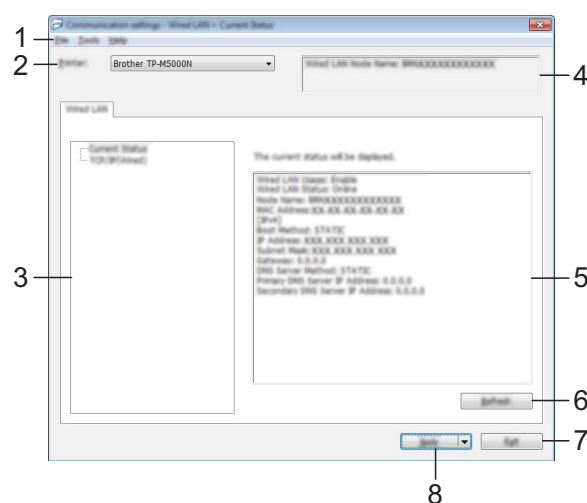 Communication settings - Wired LAN > Current Status
1
File Tools Help
2
Printer:
Brother TP-M5000N
Wired LAN Node Name: BRNXXXXXXXXXXXX
4
Wired LAN
Current Status
TCP/IP(Wired)
3
The current status will be displayed.
Wired LAN Usage: Enable
Wired LAN Status: Online
Node Name: BRNXXXXXXXXXXXX
MAC Address:XX-XX-XX-XX-XX-XX
[IPv4]
Boot Method: STATIC
IP Address: XXX.XXX.XXX.XXX
Subnet Mask: XXX.XXX.XXX.XXX
Gateway: 0.0.0.0
DNS Server Method: STATIC
Primary DNS Server IP Address: 0.0.0.0
Secondary DNS Server IP Address: 0.0.0.0
5
Refresh
6
Apply
Exit
7
8